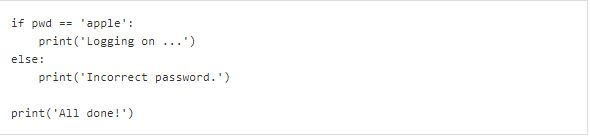 if pwd == 'apple':
    print('Logging on ...')
else:
    print('Incorrect password.')

print('All done!')